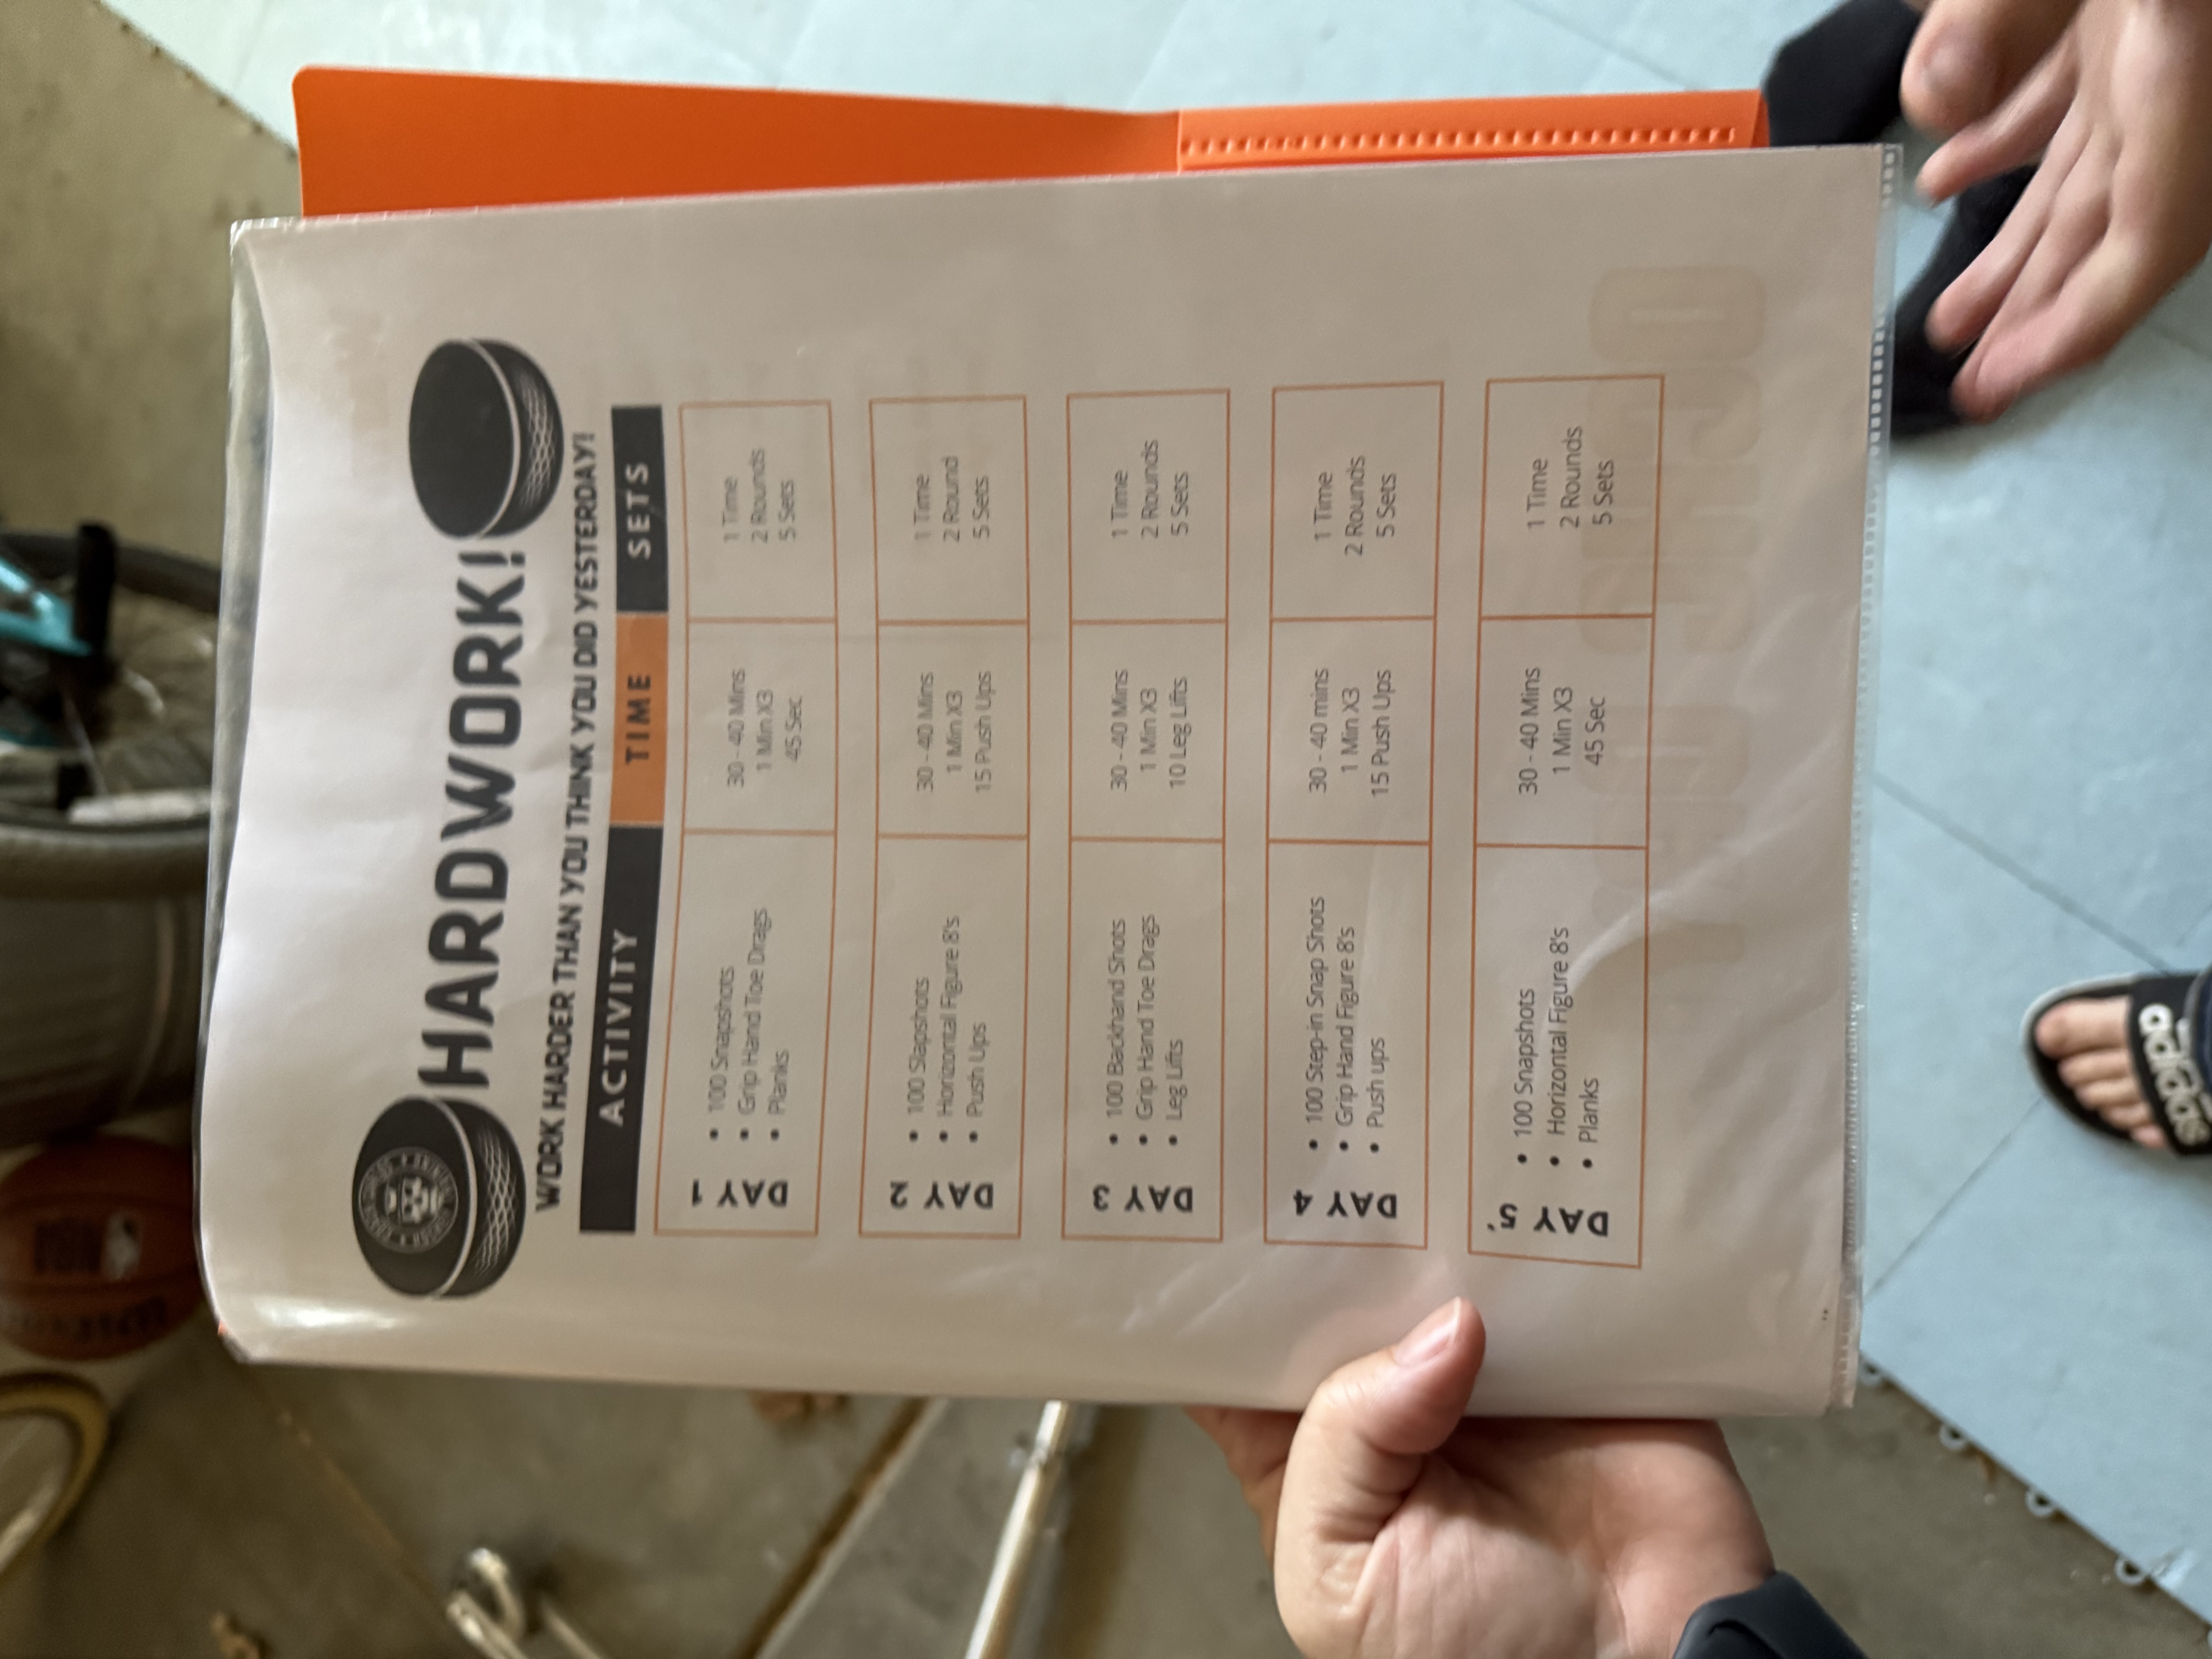 HARDWORK!
WORK HARDER THAN YOU THINK YOU DID YESTERDAY!
ACTIVITY TIME SETS
DAY 1
• 100 Snapshots 30 - 40 Mins 1 Time
• Grip Hand Toe Drags 1 Min X3 2 Rounds
• Planks 45 Sec 5 Sets
DAY 2
• 100 Slapshots 30 - 40 Mins 1 Time
• Horizontal Figure 8's 1 Min X3 2 Round
• Push Ups 15 Push Ups 5 Sets
DAY 3
• 100 Backhand Shots 30 - 40 Mins 1 Time
• Grip Hand Toe Drags 1 Min X3 2 Rounds
• Leg Lifts 10 Leg Lifts 5 Sets
DAY 4
• 100 Step-in Snap Shots 30 - 40 mins 1 Time
• Grip Hand Figure 8's 1 Min X3 2 Rounds
• Push ups 15 Push Ups 5 Sets
DAY 5`
• 100 Snapshots 30 - 40 Mins 1 Time
• Horizontal Figure 8's 1 Min X3 2 Rounds
• Planks 45 Sec 5 Sets
adidas